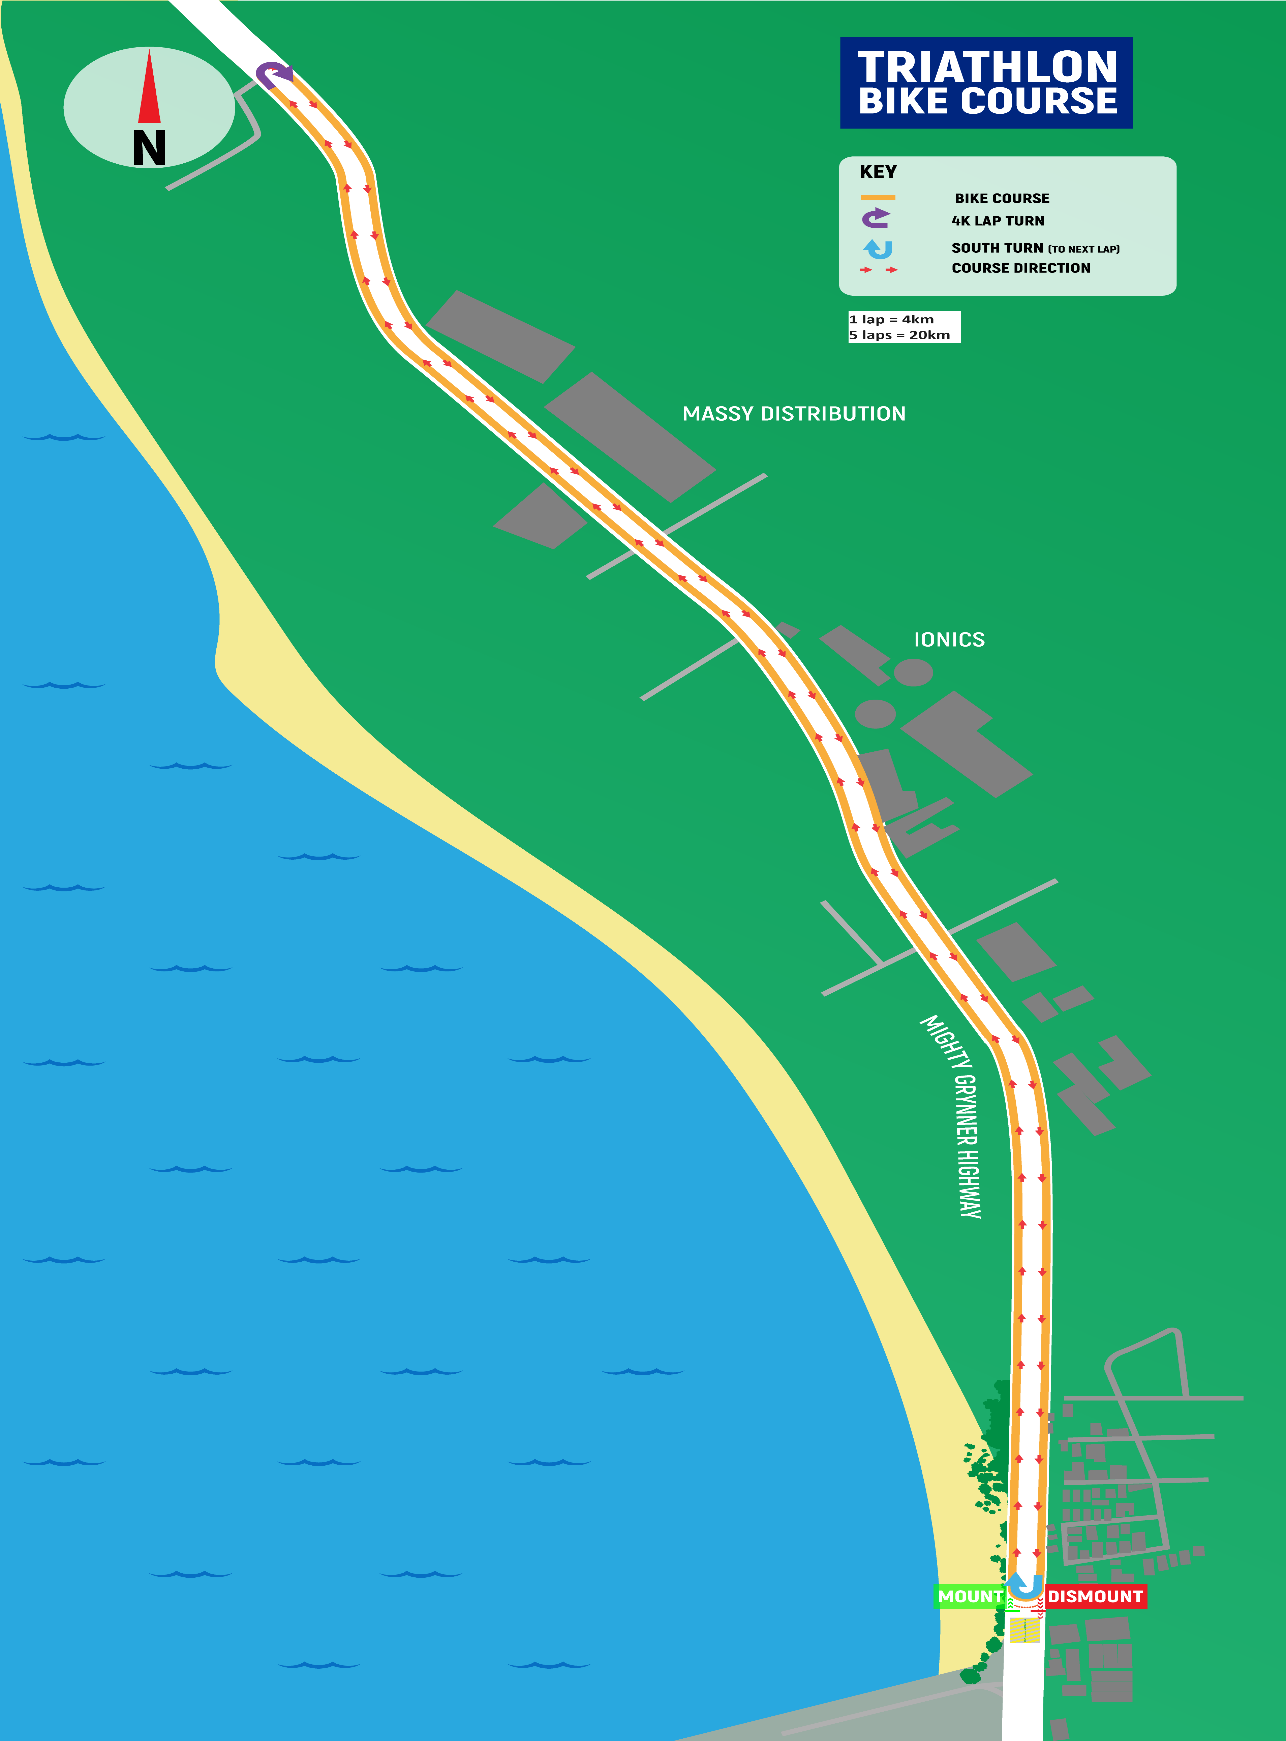 TRIATHLON
BIKE COURSE
N
KEY
BIKE COURSE
4K LAP TURN
SOUTH TURN (TO NEXT LAP)
COURSE DIRECTION
1 lap = 4km
5 laps = 20km
MASSY DISTRIBUTION
IONICS
MIGHTY GRYNNER HIGHWAY
MOUNT
DISMOUNT